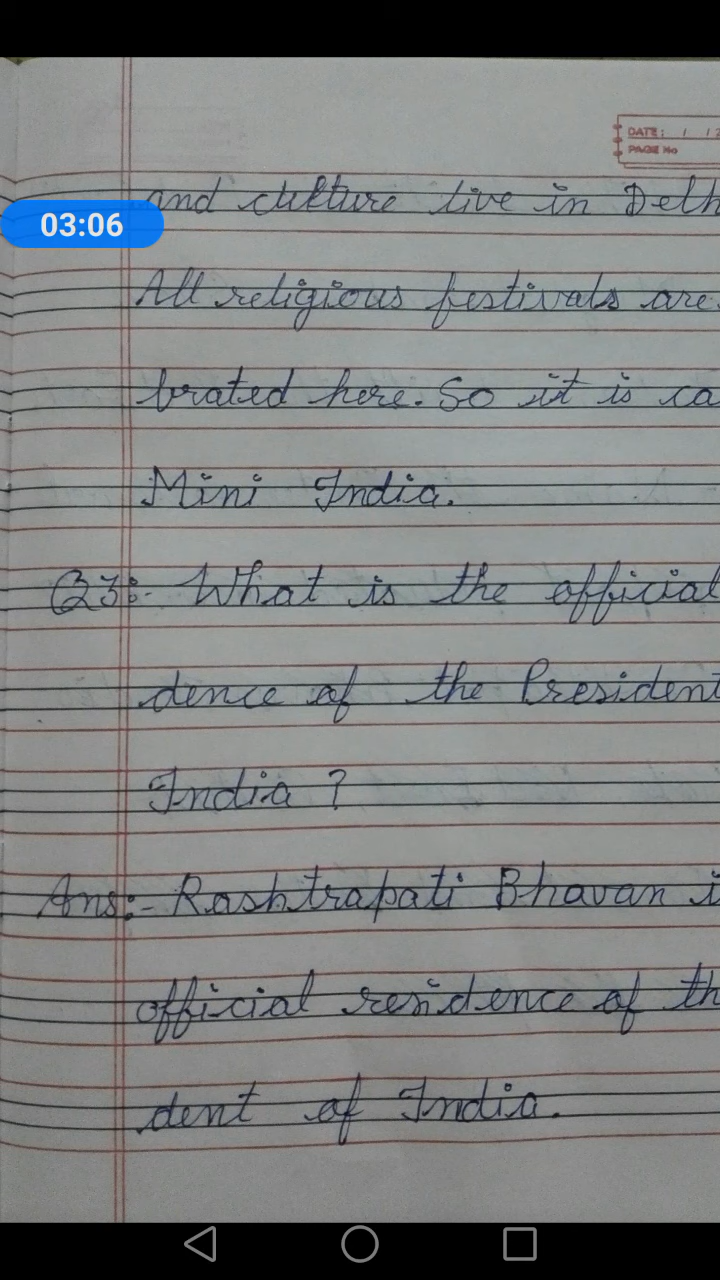 DATE: / / 2
PAGE No
and culture live in Delh
03:06
All religious festivals are
brated here. So it is ca
Mini India.
Q3:- What is the official
dence of the President
India ?
Ans:- Rashtrapati Bhavan i
official residence of th
dent of India.